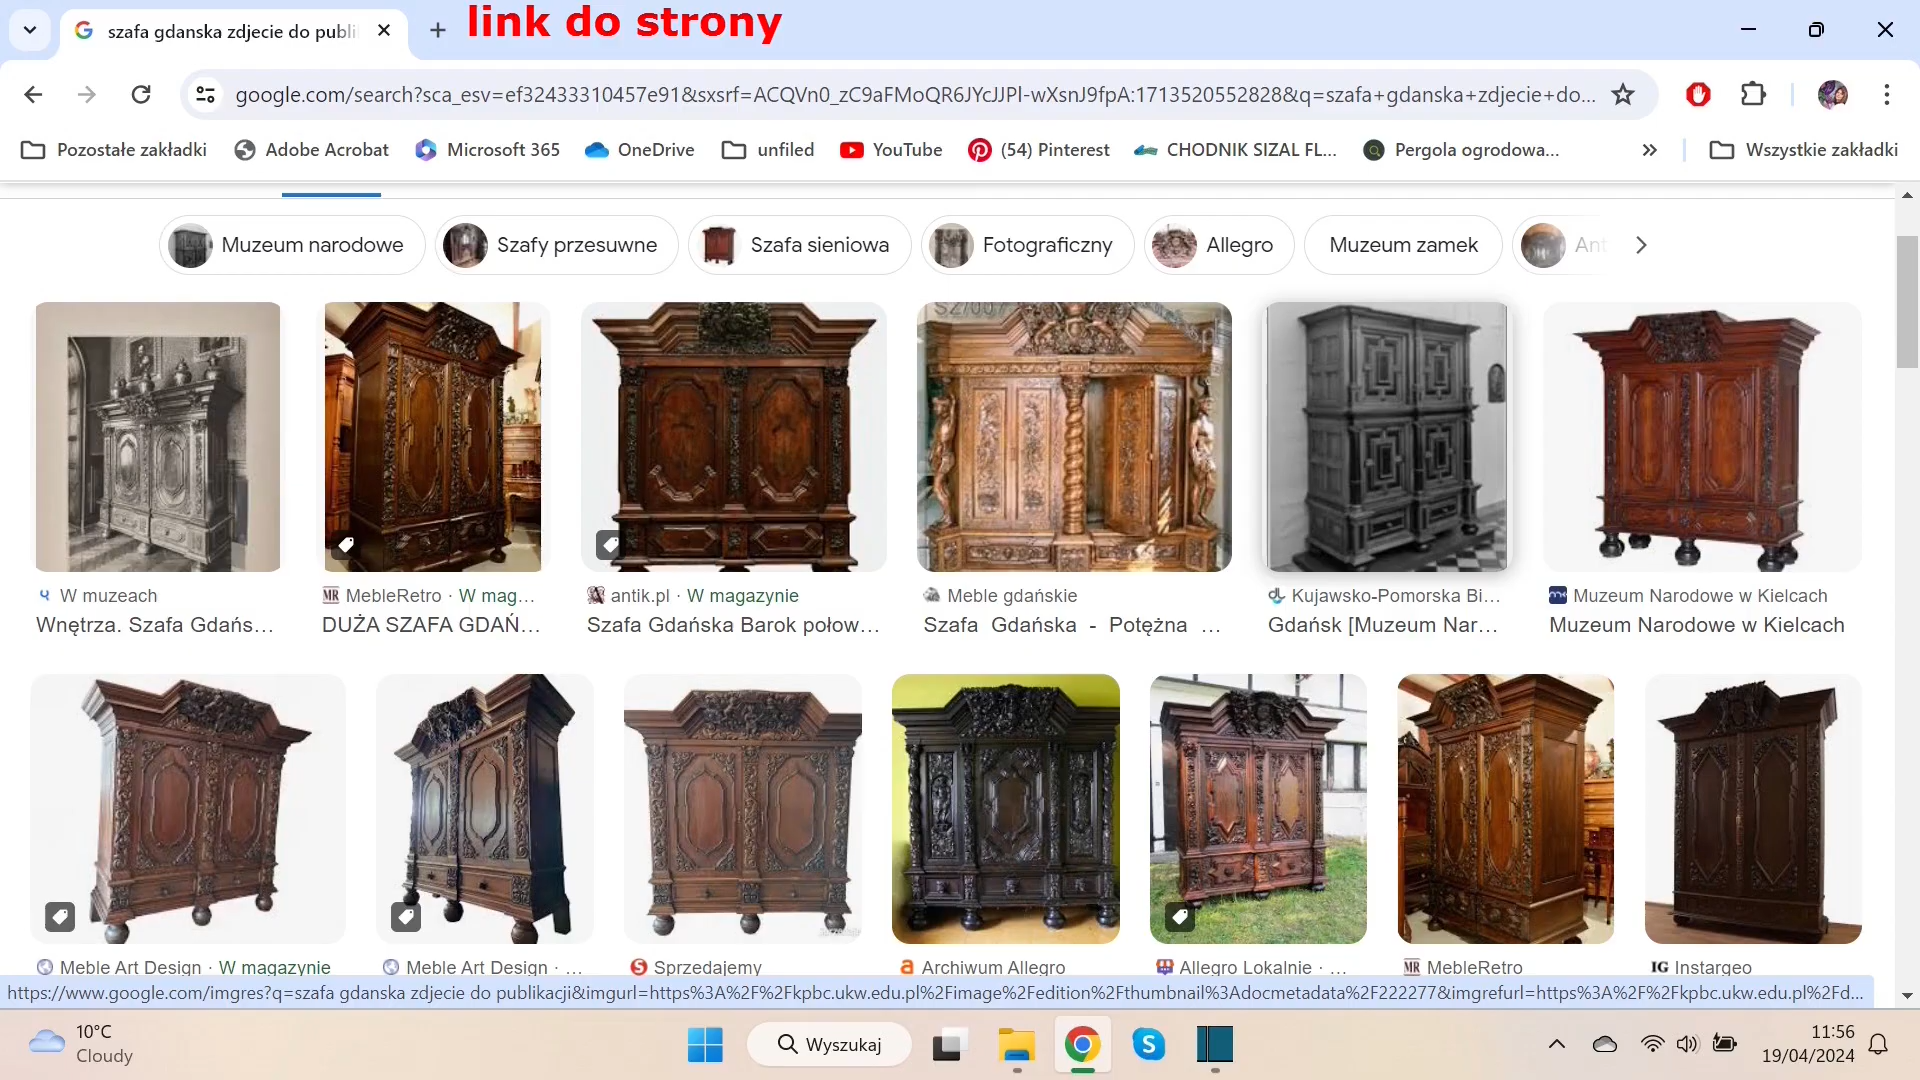 link do strony
szafa gdanska zdjecie do publi
google.com/search?sca_esv=ef32433310457e91&sxsrf=ACQVn0_zC9aFMoQR6JYcJJPl-wXsnJ9fpA:1713520552828&q=szafa+gdanska+zdjecie+do...
Pozostałe zakładki Adobe Acrobat Microsoft 365 OneDrive unfiled YouTube (54) Pinterest CHODNIK SIZAL FL... Pergola ogrodowa... » Wszystkie zakładki
Muzeum narodowe Szafy przesuwne Szafa sieniowa Fotograficzny Allegro Muzeum zamek Ant
W muzeach MR MebleRetro · W mag... antik.pl · W magazynie Meble gdańskie Kujawsko-Pomorska Bi... Muzeum Narodowe w Kielcach
Wnętrza. Szafa Gdańs... DUŻA SZAFA GDAŃ... Szafa Gdańska Barok połow... Szafa Gdańska - Potężna ... Gdańsk [Muzeum Nar... Muzeum Narodowe w Kielcach
Meble Art Design · W magazynie Meble Art Design · ... Sprzedajemy Archiwum Allegro Allegro Lokalnie · ... MR MebleRetro IG Instargeo
https://www.google.com/imgres?q=szafa gdanska zdjecie do publikacji&imgurl=https%3A%2F%2Fkpbc.ukw.edu.pl%2Fimage%2Fedition%2Fthumbnail%3Adocmetadata%2F222277&imgrefurl=https%3A%2F%2Fkpbc.ukw.edu.pl%2Fd...
10°C
Cloudy
Wyszukaj
11:56
19/04/2024